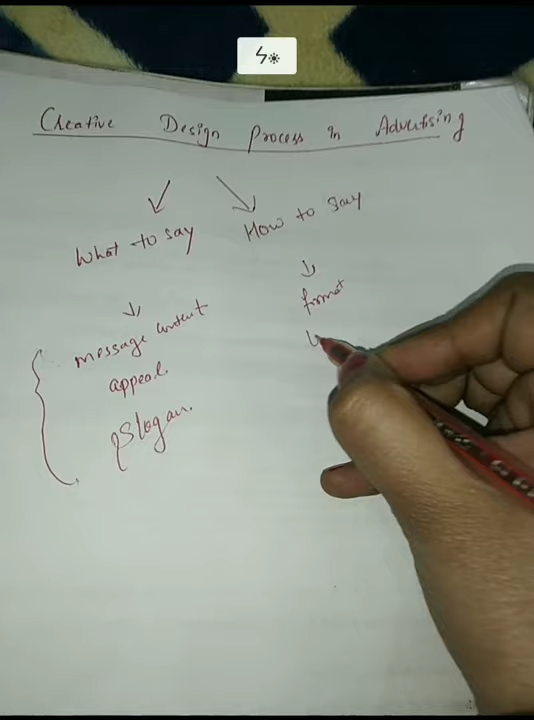 Creative Design Process in Advertising
What to say
How to say
message content
appeal
Slogan.
format